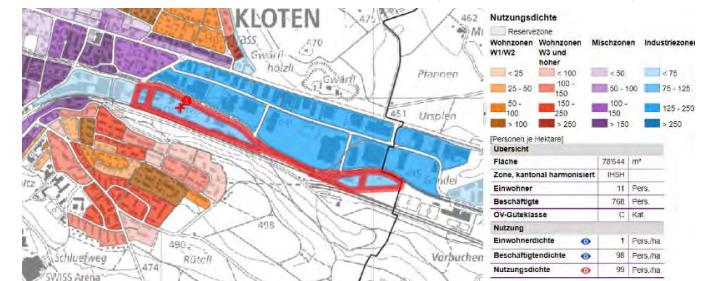 KLOTEN
475
462
470
Gwärfi
hölzli
Gwärfi
Pfannen
451
Ursplen
Gindel
490
Rütell
474
Schluefweg
SWISS Arena
Vorbuchen
Nutzungsdichte
Reservezone
Wohnzonen W1/W2
Wohnzonen W3 und höher
Mischzonen
Industriezonen
< 25
< 100
< 50
< 75
25 - 50
100 - 150
50 - 100
75 - 125
50 - 100
150 - 250
100 - 150
125 - 250
> 100
> 250
> 150
> 250
[Personen je Hektare]
Übersicht
Fläche 78'644 m²
Zone, kantonal harmonisiert IHSH
Einwohner 11 Pers.
Beschäftigte 768 Pers.
ÖV-Güteklasse C Kat.
Nutzung
Einwohnerdichte 1 Pers./ha
Beschäftigtendichte 98 Pers./ha
Nutzungsdichte 99 Pers./ha